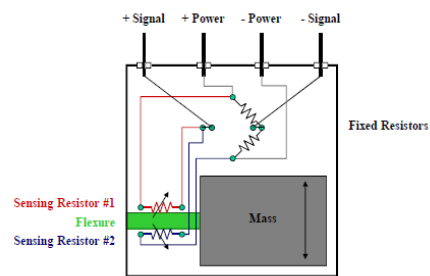 + Signal + Power - Power - Signal
Fixed Resistors
Sensing Resistor #1
Flexure
Sensing Resistor #2
Mass